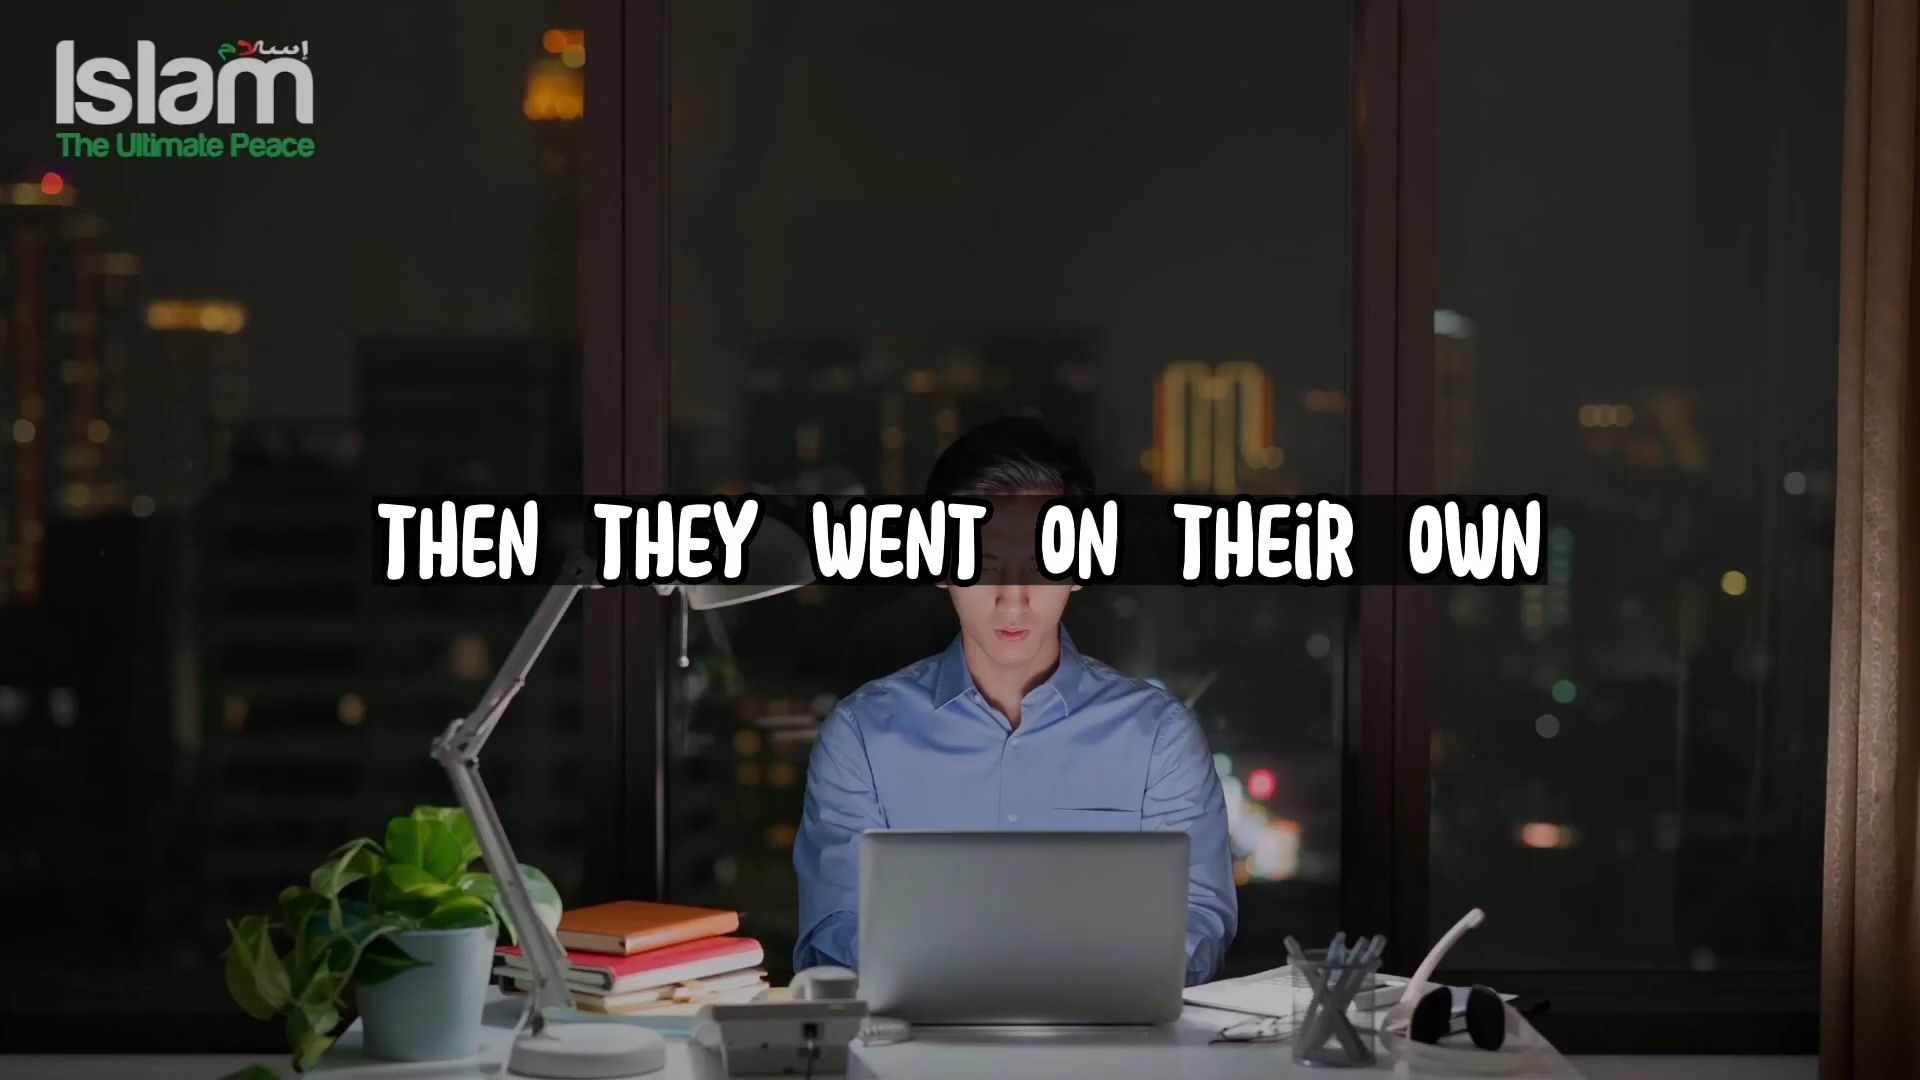 إسلام
Islam
The Ultimate Peace
THEN THEY WENT ON THEIR OWN